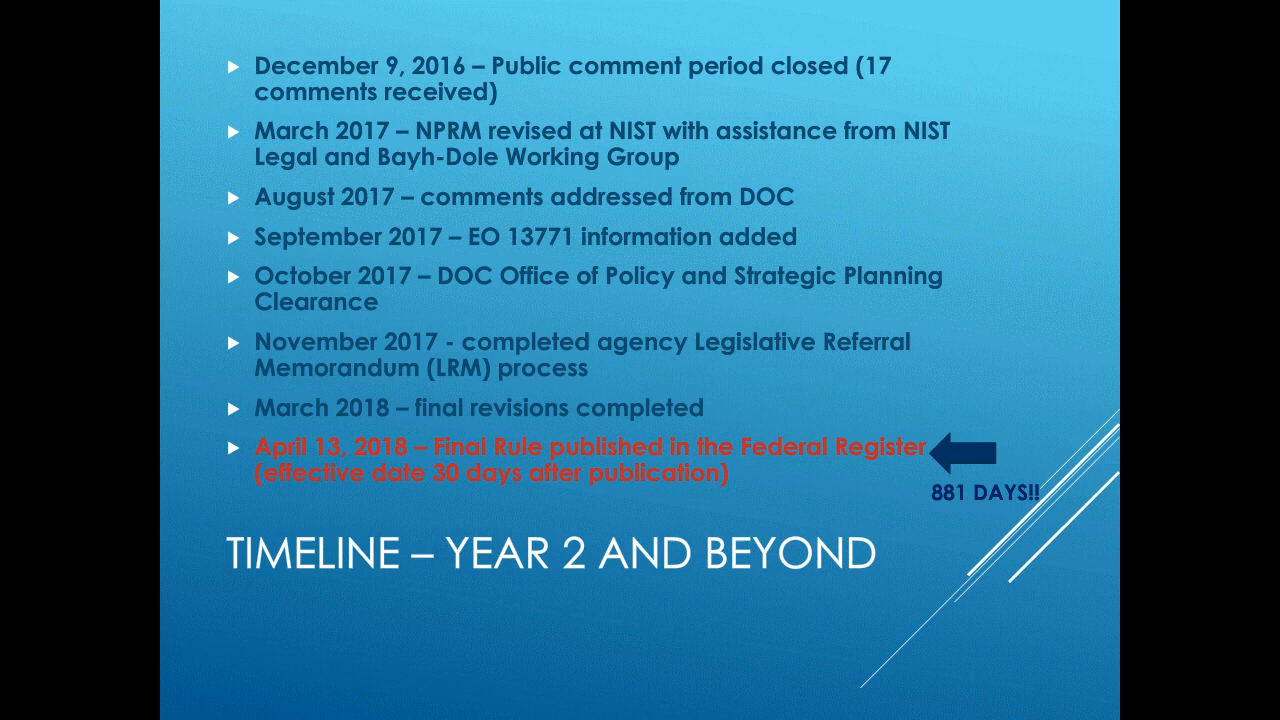 December 9, 2016 – Public comment period closed (17
comments received)
March 2017 – NPRM revised at NIST with assistance from NIST
Legal and Bayh-Dole Working Group
August 2017 – comments addressed from DOC
September 2017 – EO 13771 information added
October 2017 – DOC Office of Policy and Strategic Planning
Clearance
November 2017 - completed agency Legislative Referral
Memorandum (LRM) process
March 2018 – final revisions completed
April 13, 2018 – Final Rule published in the Federal Register
(effective date 30 days after publication)
881 DAYS!!
TIMELINE – YEAR 2 AND BEYOND